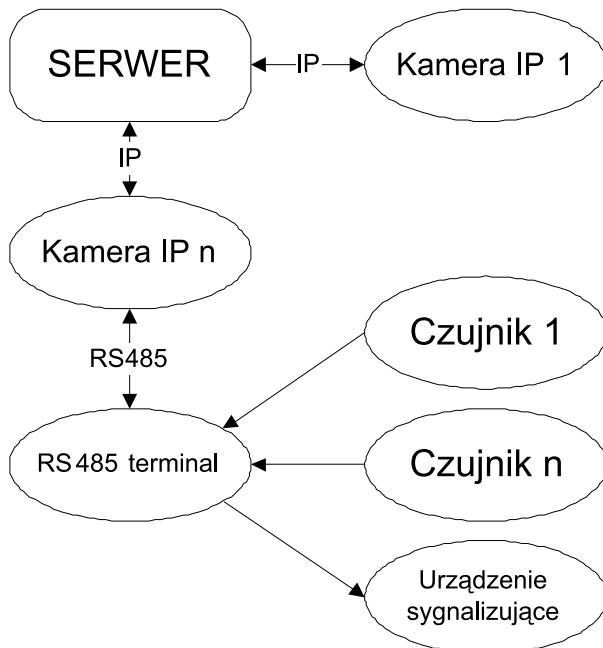 SERWER
IP
Kamera IP 1
IP
Kamera IP n
RS485
Czujnik 1
RS485 terminal
Czujnik n
Urządzenie
sygnalizujące